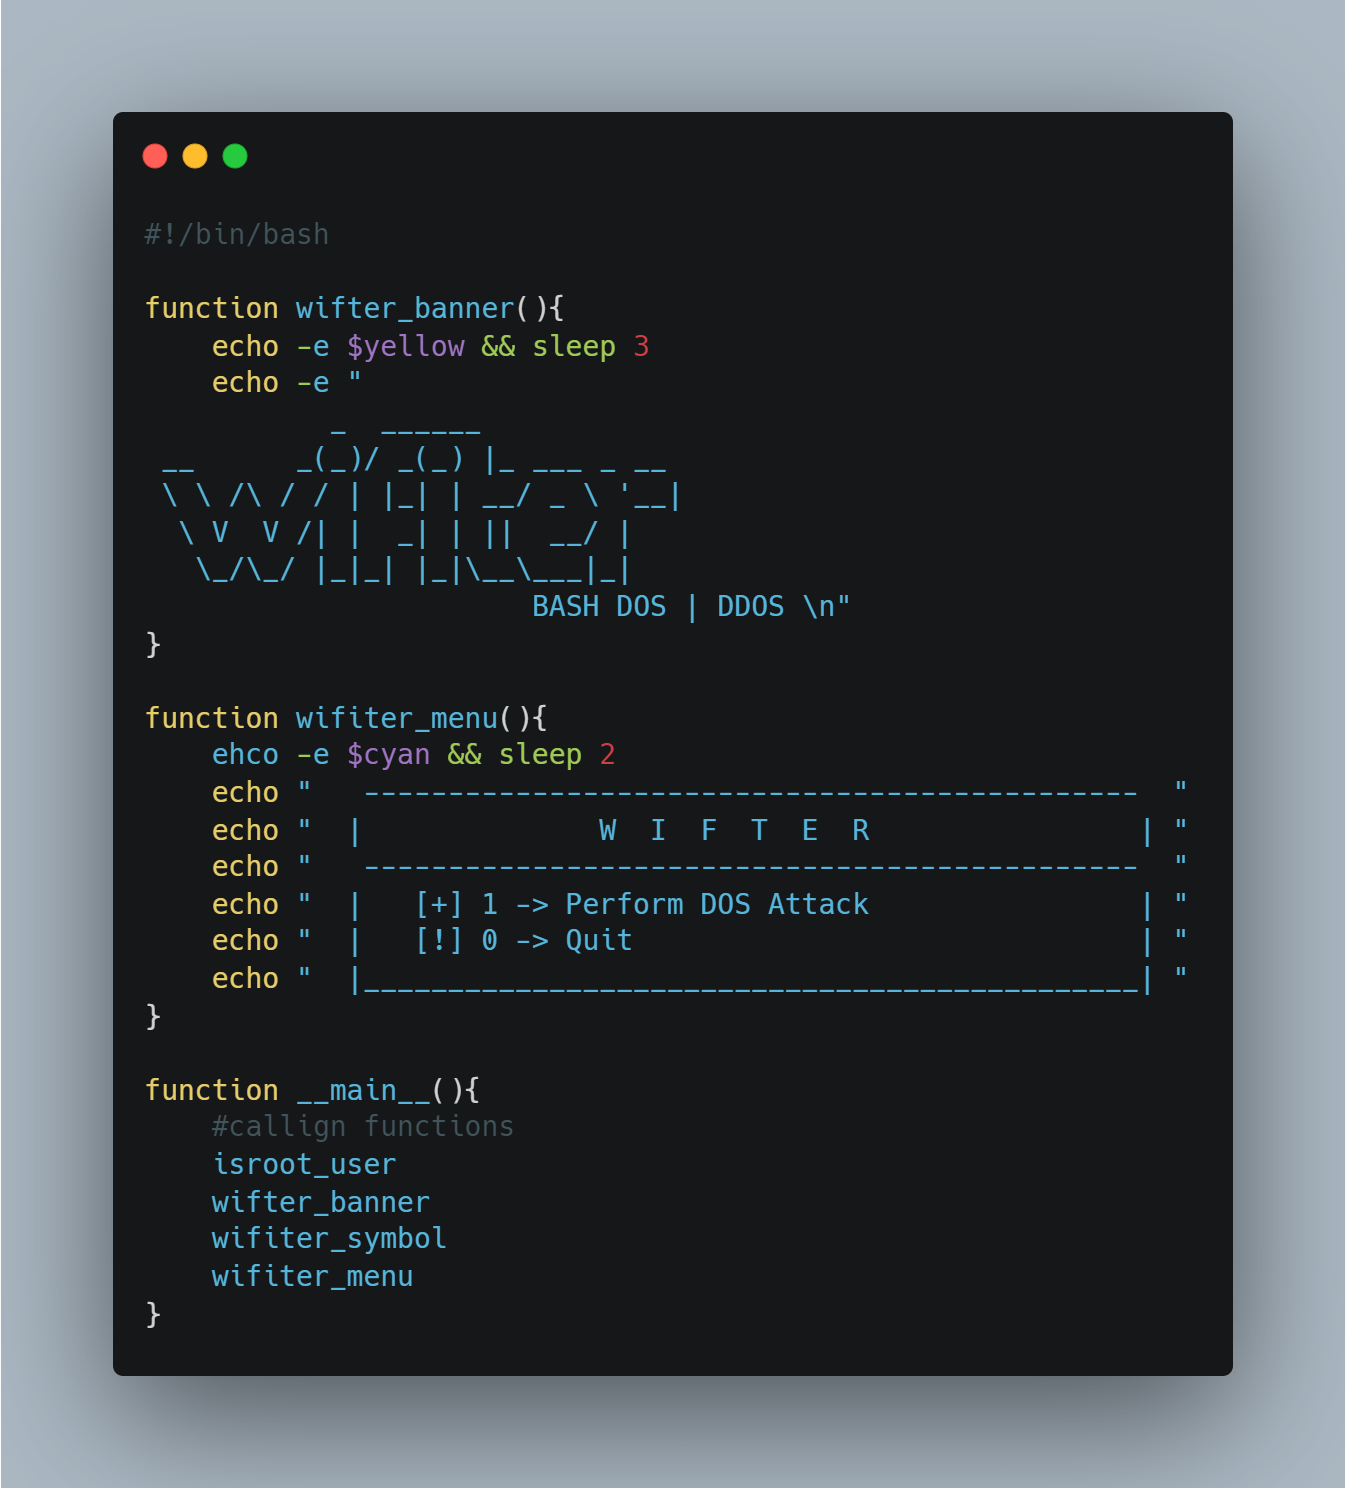 #!/bin/bash

function wifter_banner(){
    echo -e $yellow && sleep 3
    echo -e "
           _  ______
 __      _(_)/ _(_) |_ ___ _ __
 \ \ /\ / / | |_| | __/ _ \ '__|
  \ V  V /| |  _| | ||  __/ |
   \_/\_/ |_|_| |_|\__\___|_|
                       BASH DOS | DDOS \n"
}

function wifiter_menu(){
    ehco -e $cyan && sleep 2
    echo "   ----------------------------------------------  "
    echo "  |              W  I  F  T  E  R                | "
    echo "   ----------------------------------------------  "
    echo "  |   [+] 1 -> Perform DOS Attack                | "
    echo "  |   [!] 0 -> Quit                              | "
    echo "  |______________________________________________| "
}

function __main__(){
    #callign functions
    isroot_user
    wifter_banner
    wifiter_symbol
    wifiter_menu
}